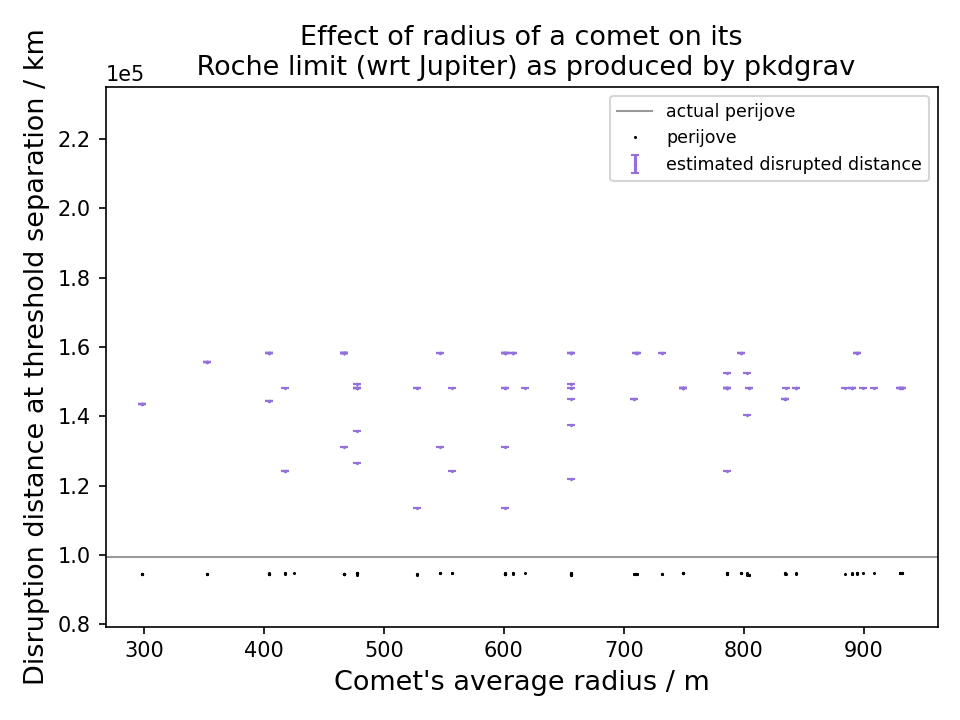 Effect of radius of a comet on its
Roche limit (wrt Jupiter) as produced by pkdgrav
1e5
actual perijove
perijove
estimated disrupted distance
Disruption distance at threshold separation / km
2.2
2.0
1.8
1.6
1.4
1.2
1.0
0.8
300 400 500 600 700 800 900
Comet's average radius / m